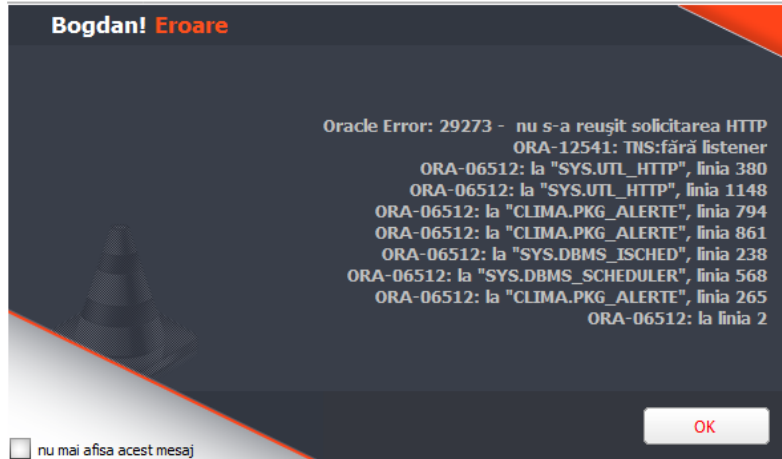 Bogdan! Eroare
Oracle Error: 29273 - nu s-a reușit solicitarea HTTP
ORA-12541: TNS:fără listener
ORA-06512: la "SYS.UTL_HTTP", linia 380
ORA-06512: la "SYS.UTL_HTTP", linia 1148
ORA-06512: la "CLIMA.PKG_ALERTE", linia 794
ORA-06512: la "CLIMA.PKG_ALERTE", linia 861
ORA-06512: la "SYS.DBMS_ISCHED", linia 238
ORA-06512: la "SYS.DBMS_SCHEDULER", linia 568
ORA-06512: la "CLIMA.PKG_ALERTE", linia 265
ORA-06512: la linia 2
OK
nu mai afisa acest mesaj